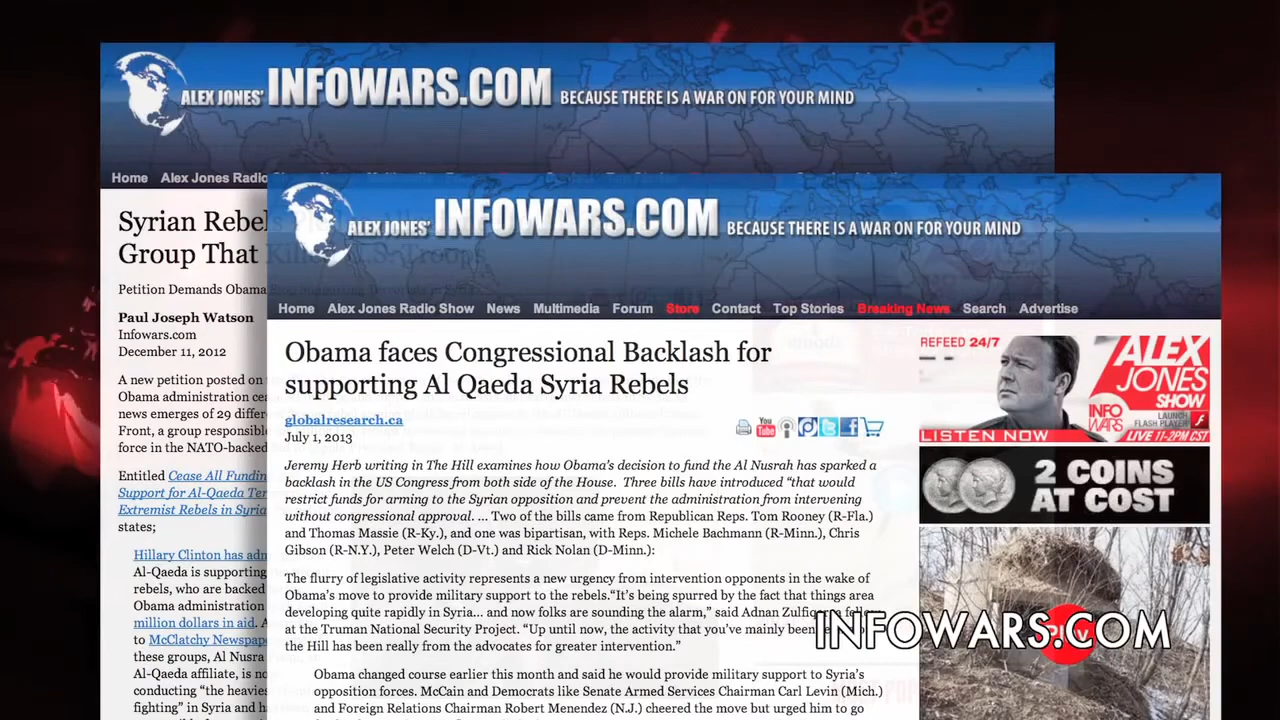 ALEX JONES' INFOWARS.COM BECAUSE THERE IS A WAR ON FOR YOUR MIND
Home Alex Jones Radio
Syrian Rebel
Group That
Petition Demands Obama
Paul Joseph Watson
Infowars.com
December 11, 2012
A new petition posted on
Obama administration
news emerges of 29
Front, a group
force in the NATO-backed
Entitled Cease All
Support for Al-Qaeda
Extremist Rebels in Syria
states;
Hillary Clinton has
Al-Qaeda is supporting
rebels, who are backed
Obama administration
million dollars in aid.
to McClatchy
these groups, Al Nusra
Al-Qaeda affiliate, is
conducting “the
fighting” in Syria and
ALEX JONES' INFOWARS.COM BECAUSE THERE IS A WAR ON FOR YOUR MIND
Home Alex Jones Radio Show News Multimedia Forum Store Contact Top Stories Breaking News Search Advertise
Obama faces Congressional Backlash for
supporting Al Qaeda Syria Rebels
globalresearch.ca
July 1, 2013
You
Tube
Jeremy Herb writing in The Hill examines how Obama’s decision to fund the Al Nusrah has sparked a
backlash in the US Congress from both side of the House. Three bills have introduced “that would
restrict funds for arming to the Syrian opposition and prevent the administration from intervening
without congressional approval. ... Two of the bills came from Republican Reps. Tom Rooney (R-Fla.)
and Thomas Massie (R-Ky.), and one was bipartisan, with Reps. Michele Bachmann (R-Minn.), Chris
Gibson (R-N.Y.), Peter Welch (D-Vt.) and Rick Nolan (D-Minn.):
The flurry of legislative activity represents a new urgency from intervention opponents in the wake of
Obama’s move to provide military support to the rebels.“It’s being spurred by the fact that things area
developing quite rapidly in Syria... and now folks are sounding the alarm,” said Adnan
at the Truman National Security Project. “Up until now, the activity that you’ve mainly been
the Hill has been really from the advocates for greater intervention.”
Obama changed course earlier this month and said he would provide military support to Syria’s
opposition forces. McCain and Democrats like Senate Armed Services Chairman Carl Levin (Mich.)
and Foreign Relations Chairman Robert Menendez (N.J.) cheered the move but urged him to go
REFEED 24/7
ALEX
JONES
SHOW
INFO
WARS
LAUNCH
FLASH PLAYER
LISTEN NOW
LIVE 11-2PM CST
2 COINS
AT COST
INFOWARS.COM